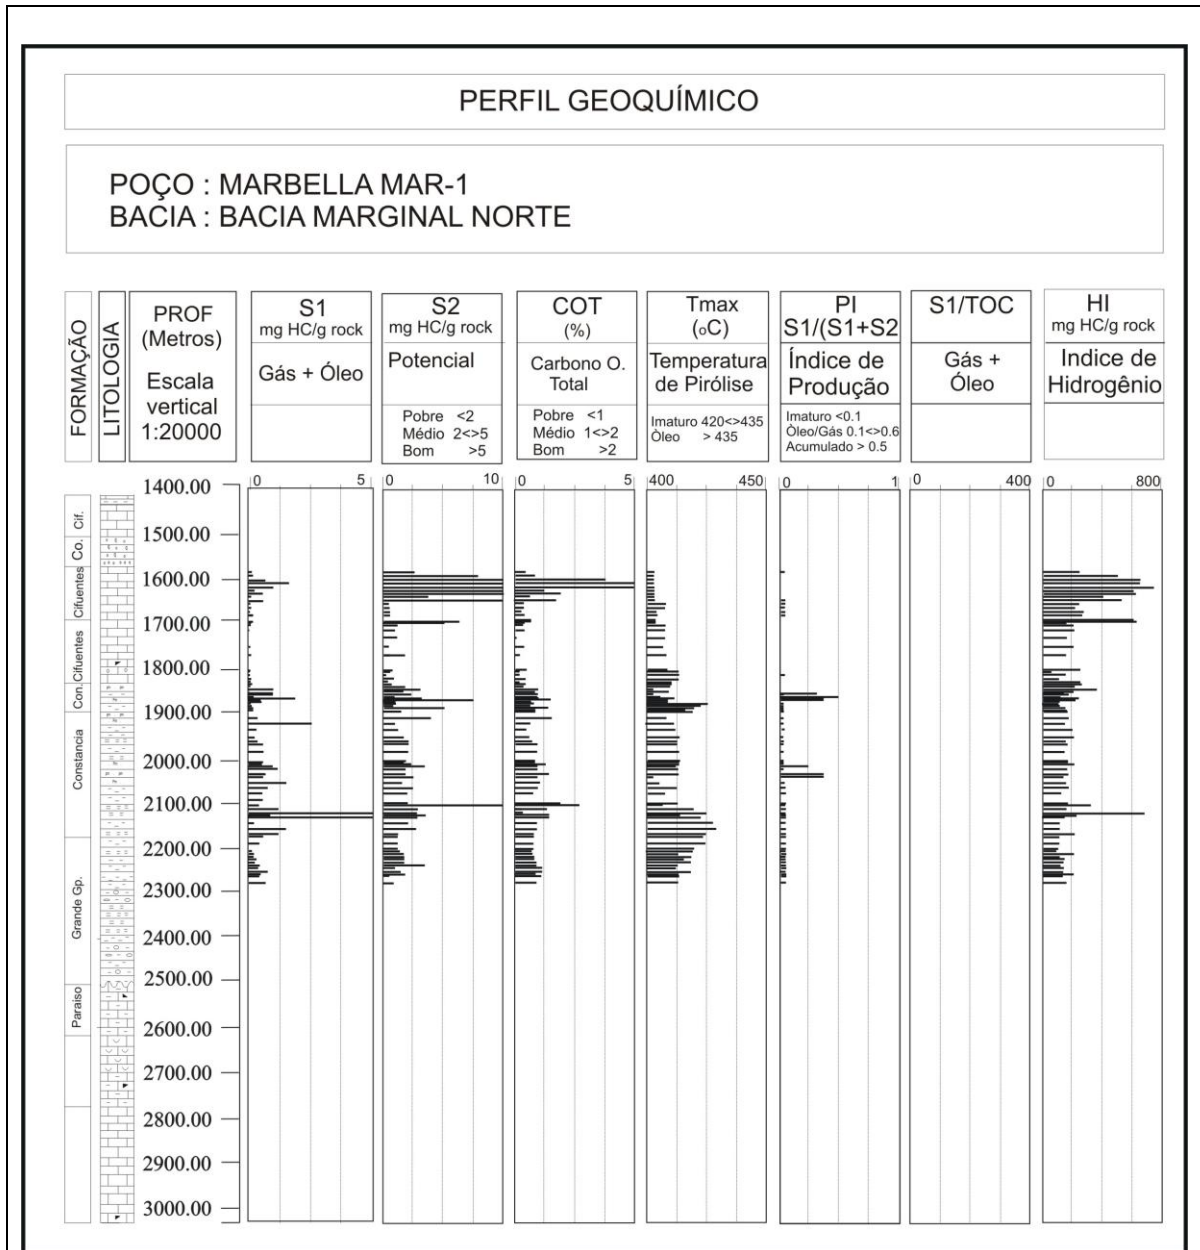 PERFIL GEOQUÍMICO
POÇO : MARBELLA MAR-1
BACIA : BACIA MARGINAL NORTE
FORMAÇÃO
LITOLOGIA
PROF
(Metros)
Escala
vertical
1:20000
S1
mg HC/g rock
Gás + Óleo
S2
mg HC/g rock
Potencial
Pobre <2
Médio 2<>5
Bom >5
COT
(%)
Carbono O.
Total
Pobre <1
Médio 1<>2
Bom >2
Tmax
(oC)
Temperatura
de Pirólise
Imaturo 420<>435
Òleo > 435
PI
S1/(S1+S2
Índice de
Produção
Imaturo <0.1
Òleo/Gás 0.1<>0.6
Acumulado > 0.5
S1/TOC
Gás +
Óleo
HI
mg HC/g rock
Indice de
Hidrogênio
0 5
0 10
0 5
400 450
0 1
0 400
0 800
1400.00
1500.00
1600.00
1700.00
1800.00
1900.00
2000.00
2100.00
2200.00
2300.00
2400.00
2500.00
2600.00
2700.00
2800.00
2900.00
3000.00
Cif.
Co.
Cifuentes
Cifuentes
Con.
Constancia
Grande Gp.
Paraiso